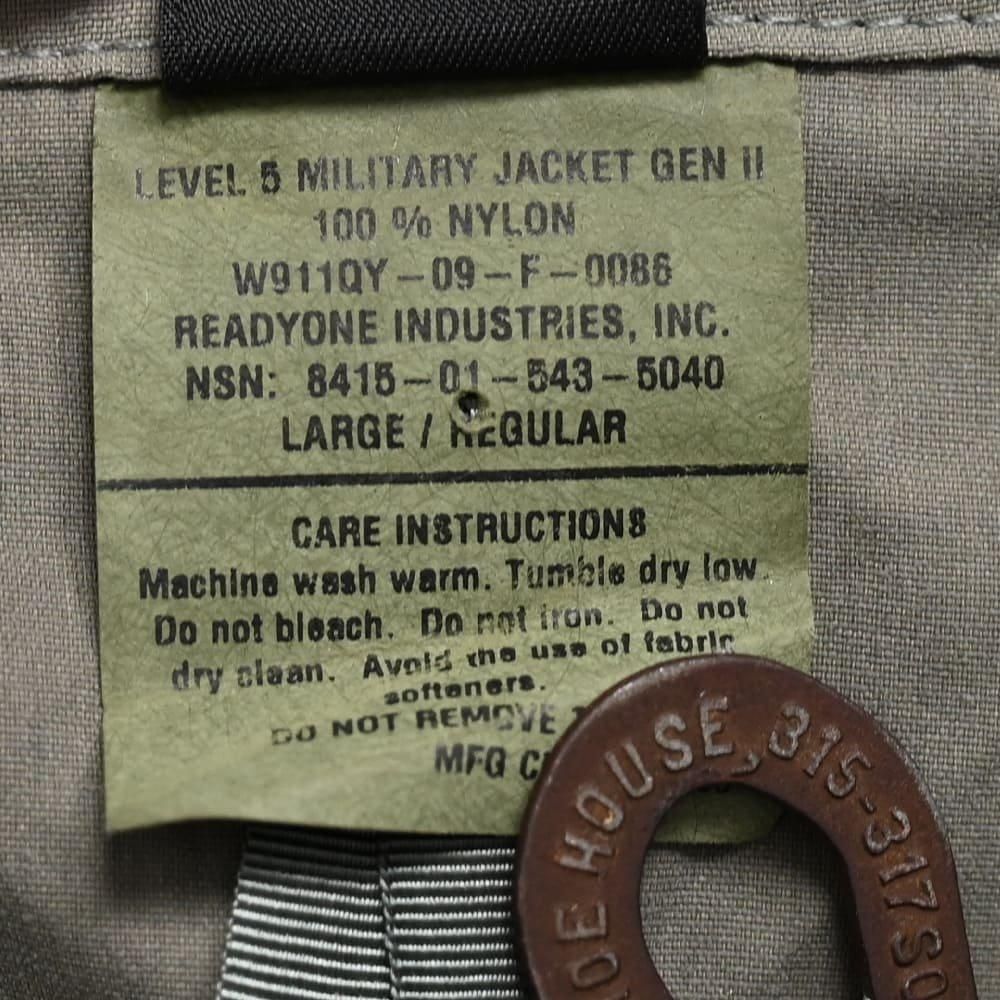 LEVEL 5 MILITARY JACKET GEN II
100 % NYLON
W911QY-09-F-0086
READYONE INDUSTRIES, INC.
NSN: 8415-01-543-5040
LARGE / REGULAR
CARE INSTRUCTIONS
Machine wash warm. Tumble dry low.
Do not bleach. Do not iron. Do not
dry clean. Avoid the use of fabric
softeners.
DO NOT REMOVE
MFG
HOUSE, 315-317 SO